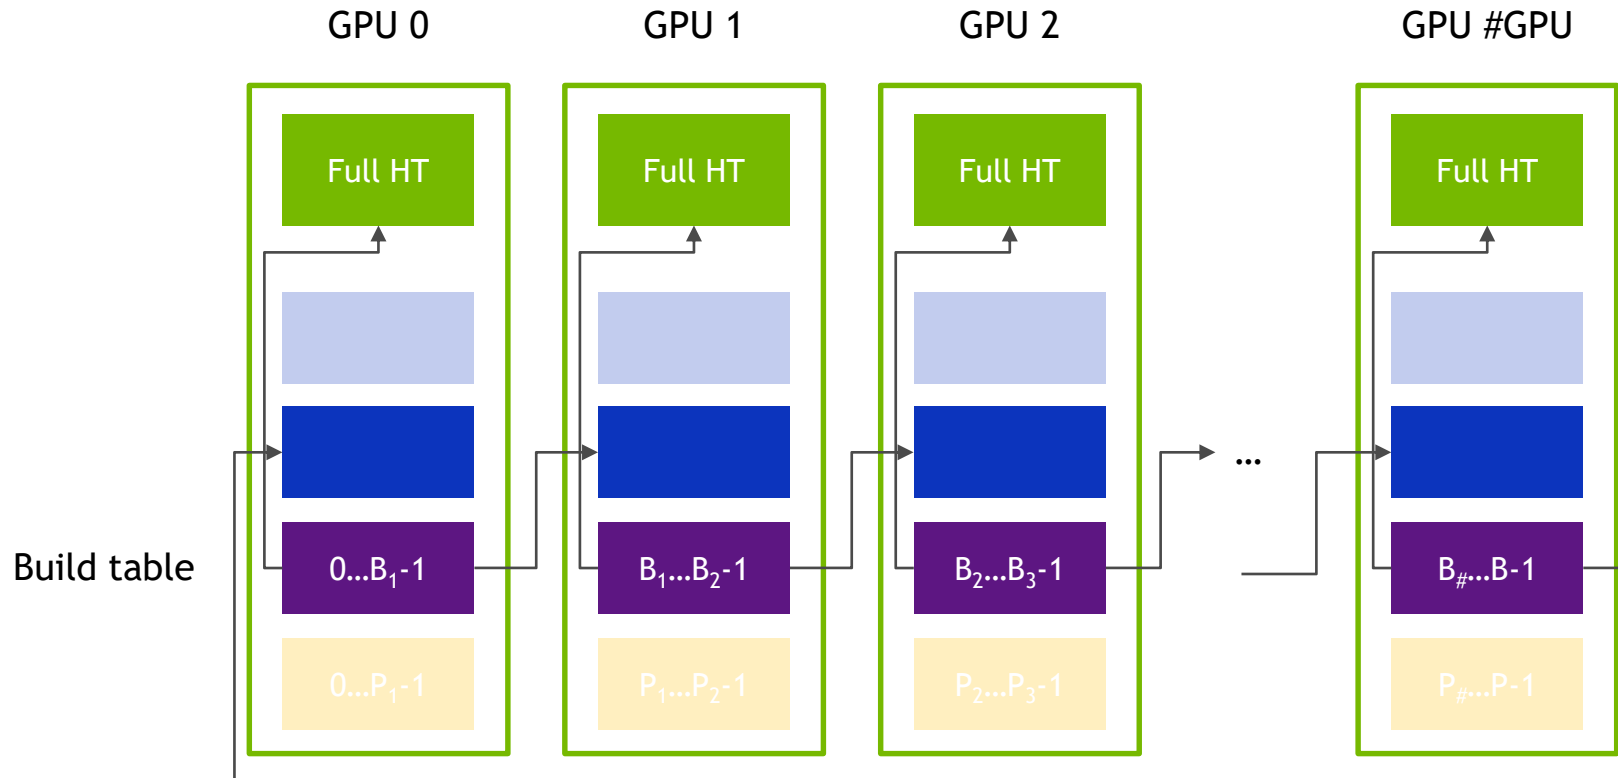 GPU 0 GPU 1 GPU 2 GPU #GPU
Full HT Full HT Full HT Full HT
...
Build table 0...B₁-1 B₁...B₂-1 B₂...B₃-1 B#...B-1
0...P₁-1 P₁...P₂-1 P₂...P₃-1 P#...P-1